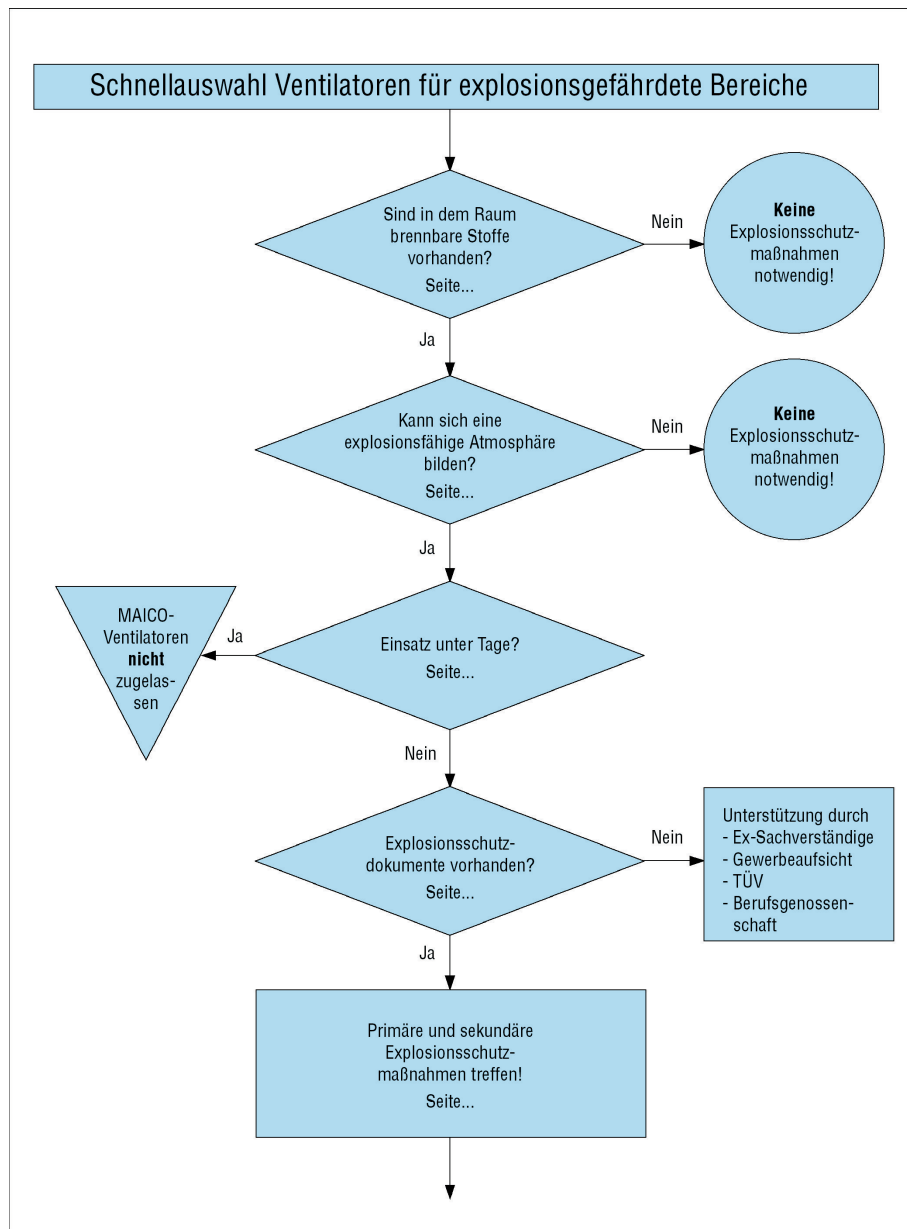 Schnellauswahl Ventilatoren für explosionsgefährdete Bereiche
Sind in dem Raum
brennbare Stoffe
vorhanden?
Seite...
Nein
Keine
Explosionsschutz-
maßnahmen
notwendig!
Ja
Kann sich eine
explosionsfähige Atmosphäre
bilden?
Seite...
Nein
Keine
Explosionsschutz-
maßnahmen
notwendig!
Ja
Einsatz unter Tage?
Seite...
Ja
MAICO-
Ventilatoren
nicht
zugelas-
sen
Nein
Explosionsschutz-
dokumente vorhanden?
Seite...
Nein
Unterstützung durch
- Ex-Sachverständige
- Gewerbeaufsicht
- TÜV
- Berufsgenossen-
schaft
Ja
Primäre und sekundäre
Explosionsschutz-
maßnahmen treffen!
Seite...